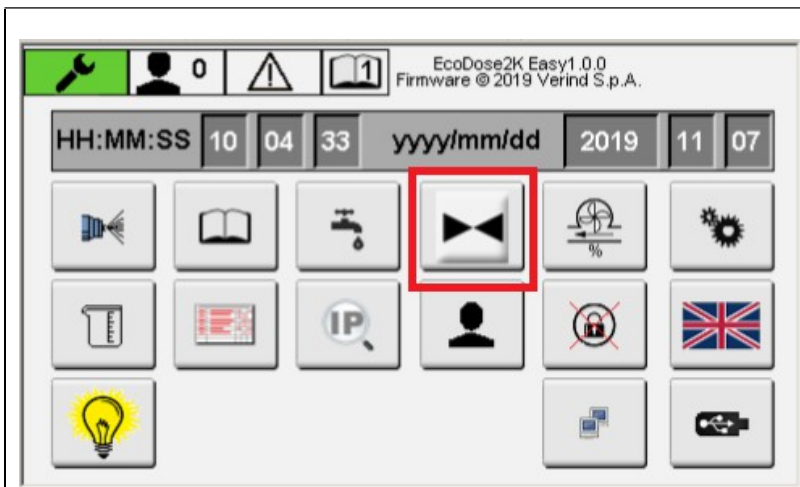 0
1
EcoDose2K Easy1.0.0
Firmware © 2019 Verind S.p.A.
HH:MM:SS 10 04 33 yyyy/mm/dd 2019 11 07
%
IP